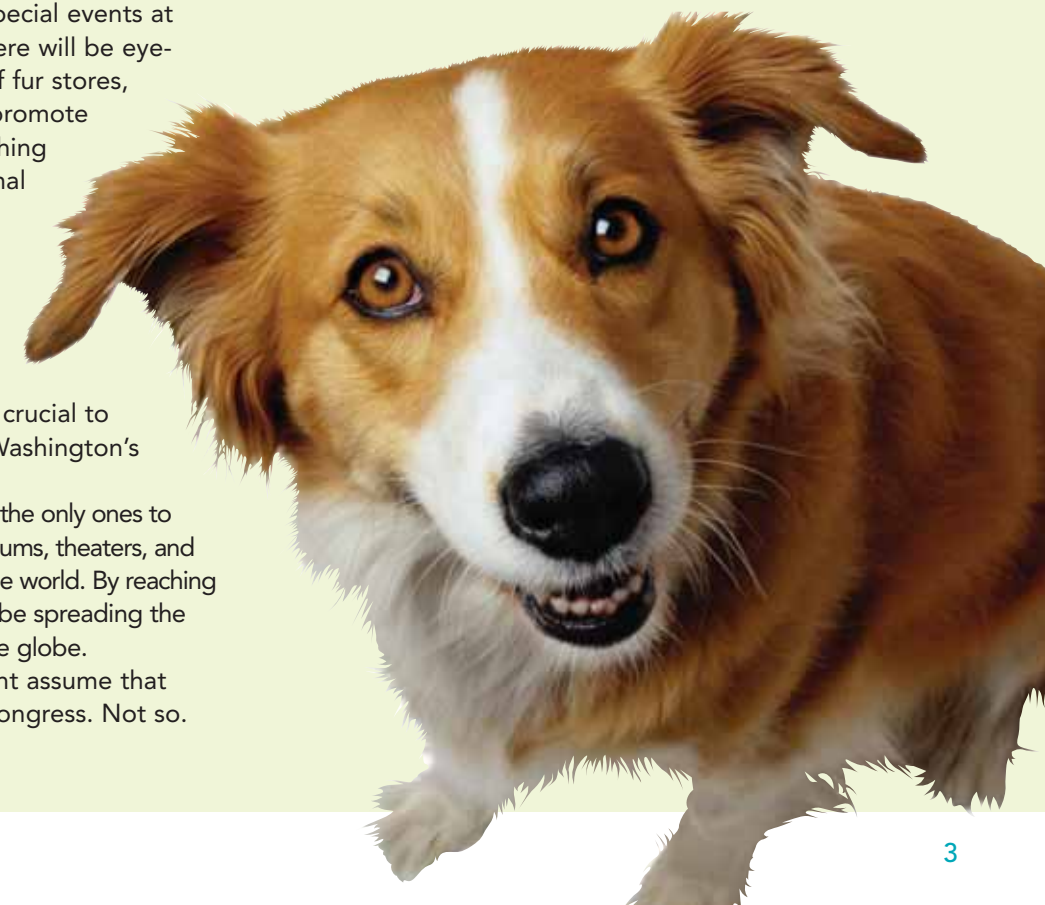 pecial events at
ere will be eye-
f fur stores,
promote
hing
nal
crucial to
Washington's
the only ones to
ums, theaters, and
e world. By reaching
be spreading the
e globe.
nt assume that
ongress. Not so.
3